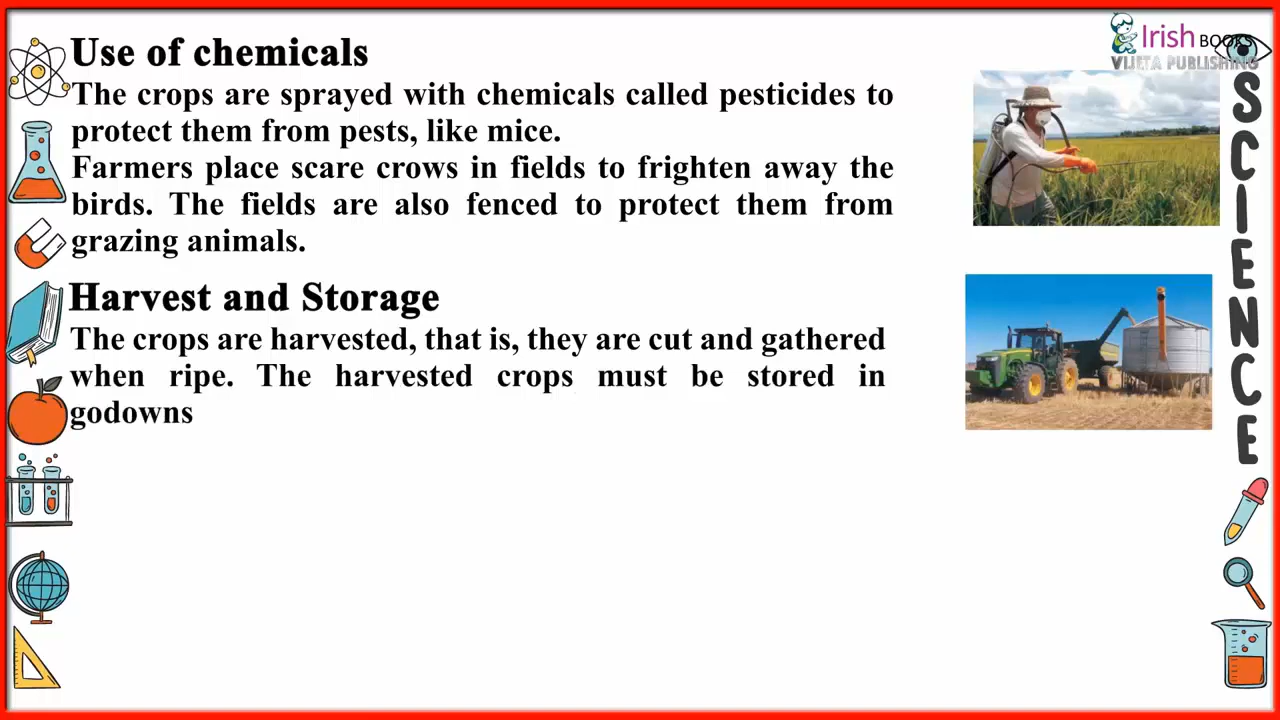 Irish BOOKS
VIJETA PUBLISHING
Use of chemicals
The crops are sprayed with chemicals called pesticides to
protect them from pests, like mice.
Farmers place scare crows in fields to frighten away the
birds. The fields are also fenced to protect them from
grazing animals.
Harvest and Storage
The crops are harvested, that is, they are cut and gathered
when ripe. The harvested crops must be stored in
godowns
SCIENCE